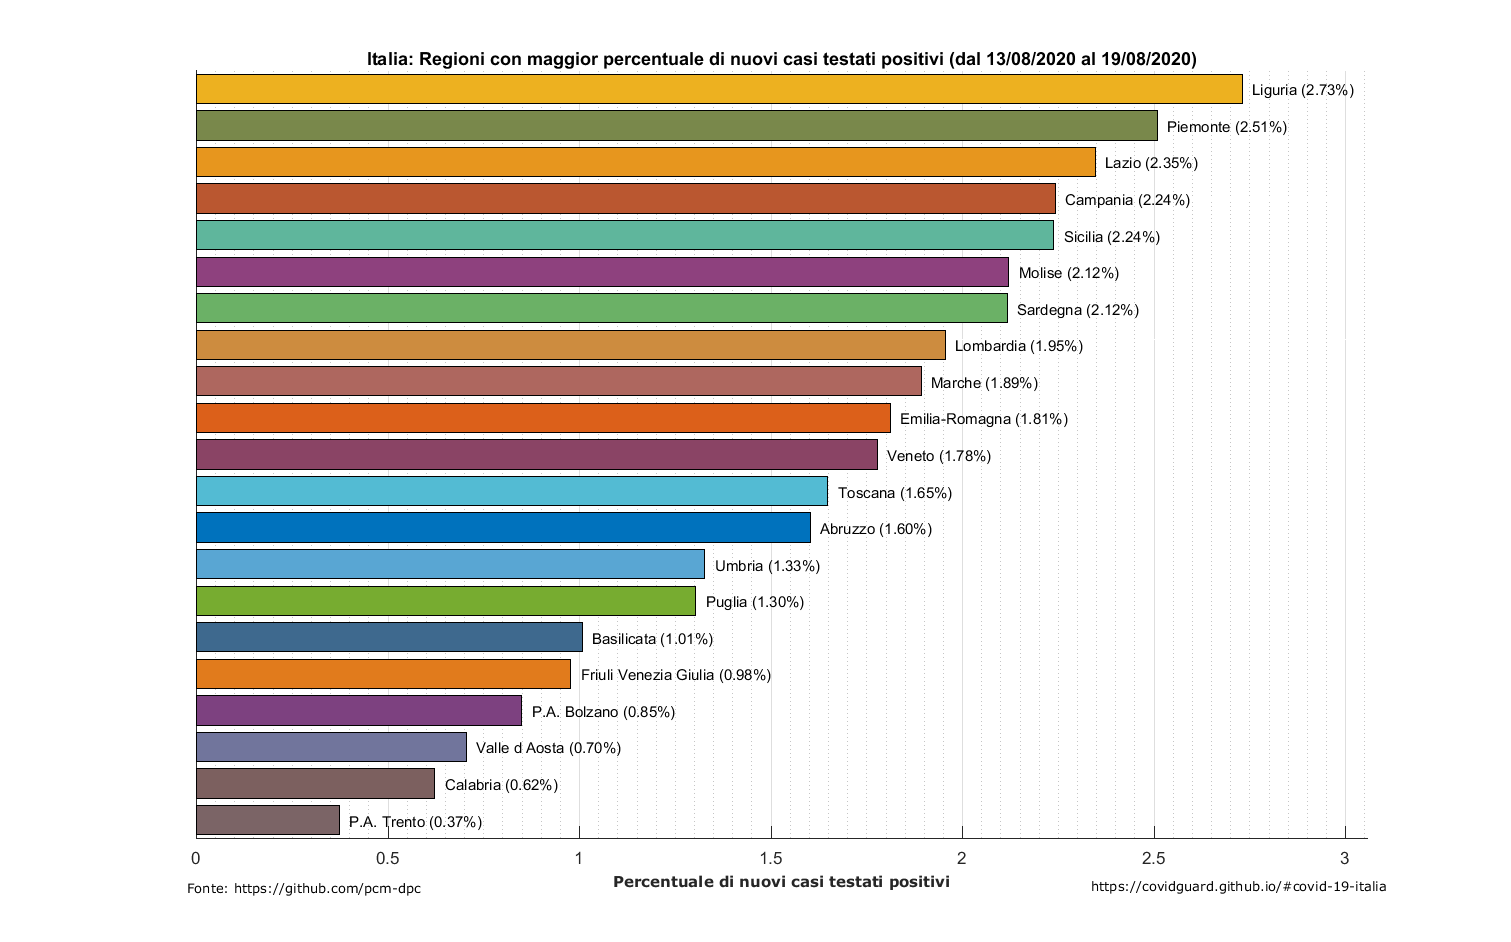 Italia: Regioni con maggior percentuale di nuovi casi testati positivi (dal 13/08/2020 al 19/08/2020)
Liguria (2.73%)
Piemonte (2.51%)
Lazio (2.35%)
Campania (2.24%)
Sicilia (2.24%)
Molise (2.12%)
Sardegna (2.12%)
Lombardia (1.95%)
Marche (1.89%)
Emilia-Romagna (1.81%)
Veneto (1.78%)
Toscana (1.65%)
Abruzzo (1.60%)
Umbria (1.33%)
Puglia (1.30%)
Basilicata (1.01%)
Friuli Venezia Giulia (0.98%)
P.A. Bolzano (0.85%)
Valle d Aosta (0.70%)
Calabria (0.62%)
P.A. Trento (0.37%)
0 0.5 1 1.5 2 2.5 3
Percentuale di nuovi casi testati positivi
Fonte: https://github.com/pcm-dpc
https://covidguard.github.io/#covid-19-italia